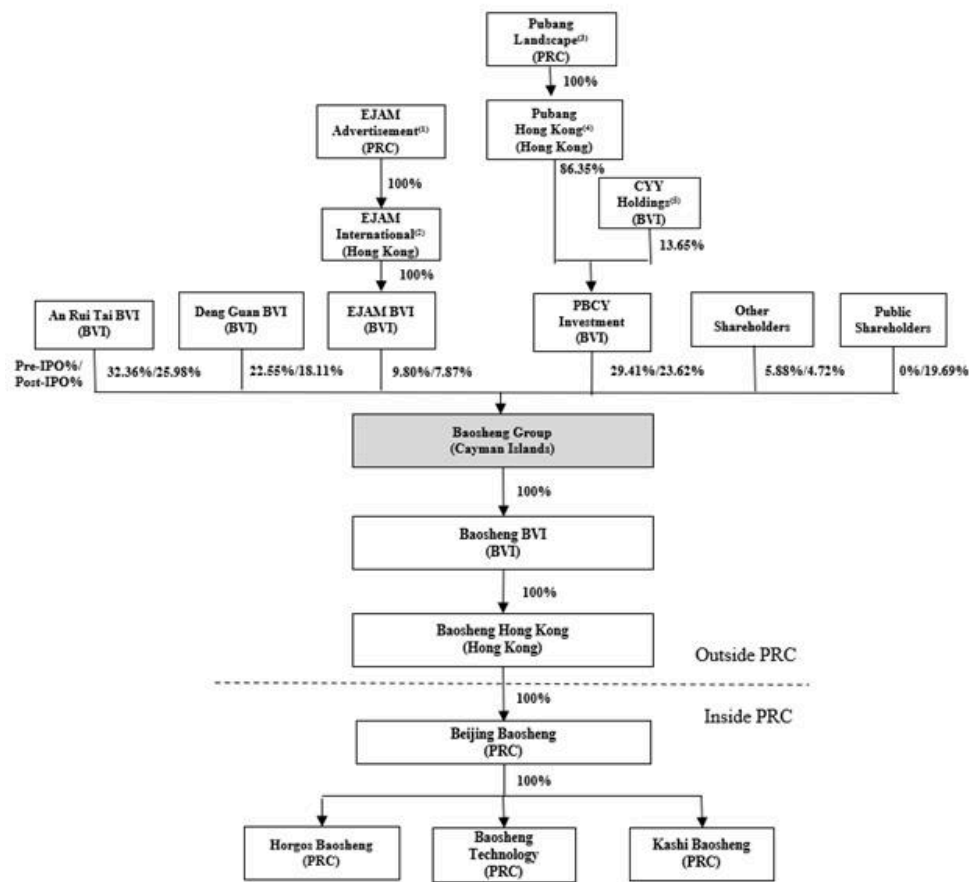 Pubang
Landscape(3)
(PRC)
100%
EJAM
Advertisement(1)
(PRC)
Pubang
Hong Kong(4)
(Hong Kong)
86.35%
100%
CYY
Holdings(5)
(BVI)
EJAM
International(2)
(Hong Kong)
13.65%
100%
An Rui Tai BVI
(BVI)
Deng Guan BVI
(BVI)
EJAM BVI
(BVI)
PBCY
Investment
(BVI)
Other
Shareholders
Public
Shareholders
Pre-IPO%/
Post-IPO%
32.36%/25.98%
22.55%/18.11%
9.80%/7.87%
29.41%/23.62%
5.88%/4.72%
0%/19.69%
Baosheng Group
(Cayman Islands)
100%
Baosheng BVI
(BVI)
100%
Baosheng Hong Kong
(Hong Kong)
Outside PRC
100%
Inside PRC
Beijing Baosheng
(PRC)
100%
Horgos Baosheng
(PRC)
Baosheng
Technology
(PRC)
Kashi Baosheng
(PRC)